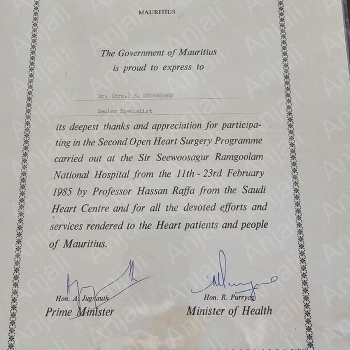 MAURITIUS
The Government of Mauritius
is proud to express to
Senior Specialist
its deepest thanks and appreciation for participa-
ting in the Second Open Heart Surgery Programme
carried out at the Sir Seewoosagur Ramgoolam
National Hospital from the 11th - 23rd February
1985 by Professor Hassan Raffa from the Saudi
Heart Centre and for all the devoted efforts and
services rendered to the Heart patients and people
of Mauritius.
Hon. A. Jugnauth
Prime Minister
Hon. R. Purryag
Minister of Health